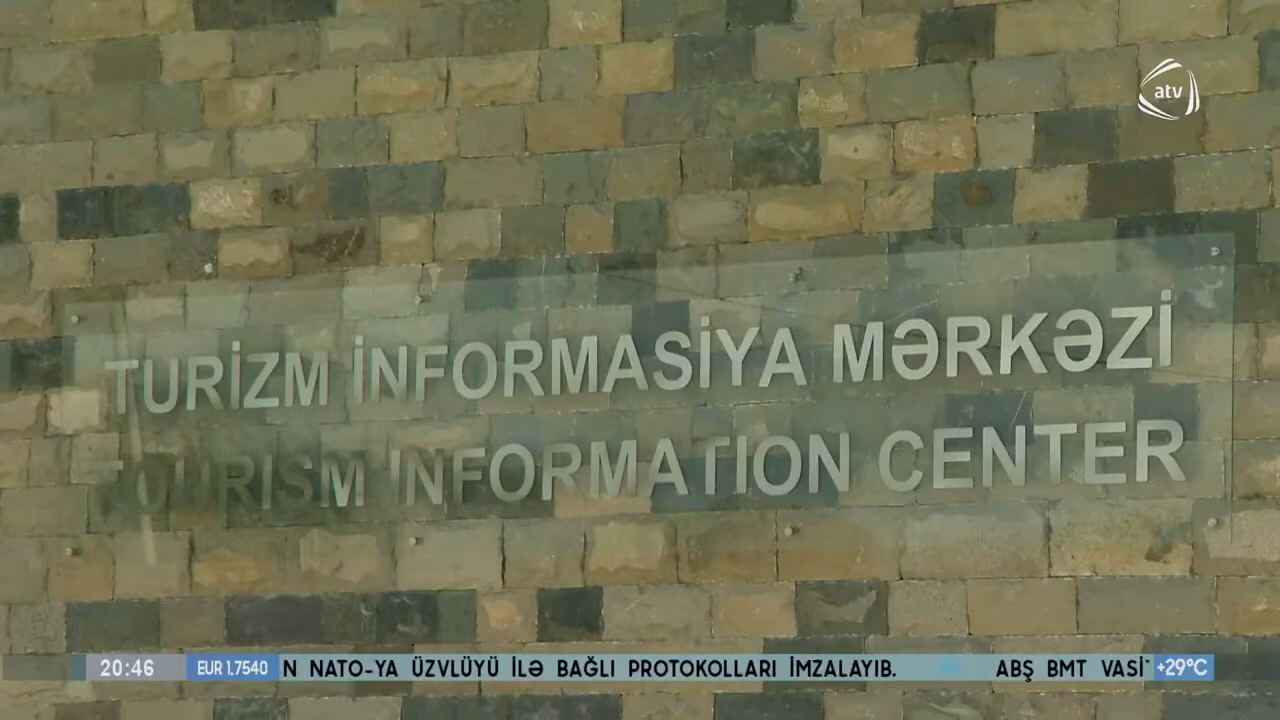 atv
TURİZM İNFORMASİYA MƏRKƏZİ
TOURISM INFORMATION CENTER
20:46 EUR 1.7540 N NATO-YA ÜZVLÜYÜ İLƏ BAĞLI PROTOKOLLARI İMZALAYIB. ABŞ BMT VASİ +29°C